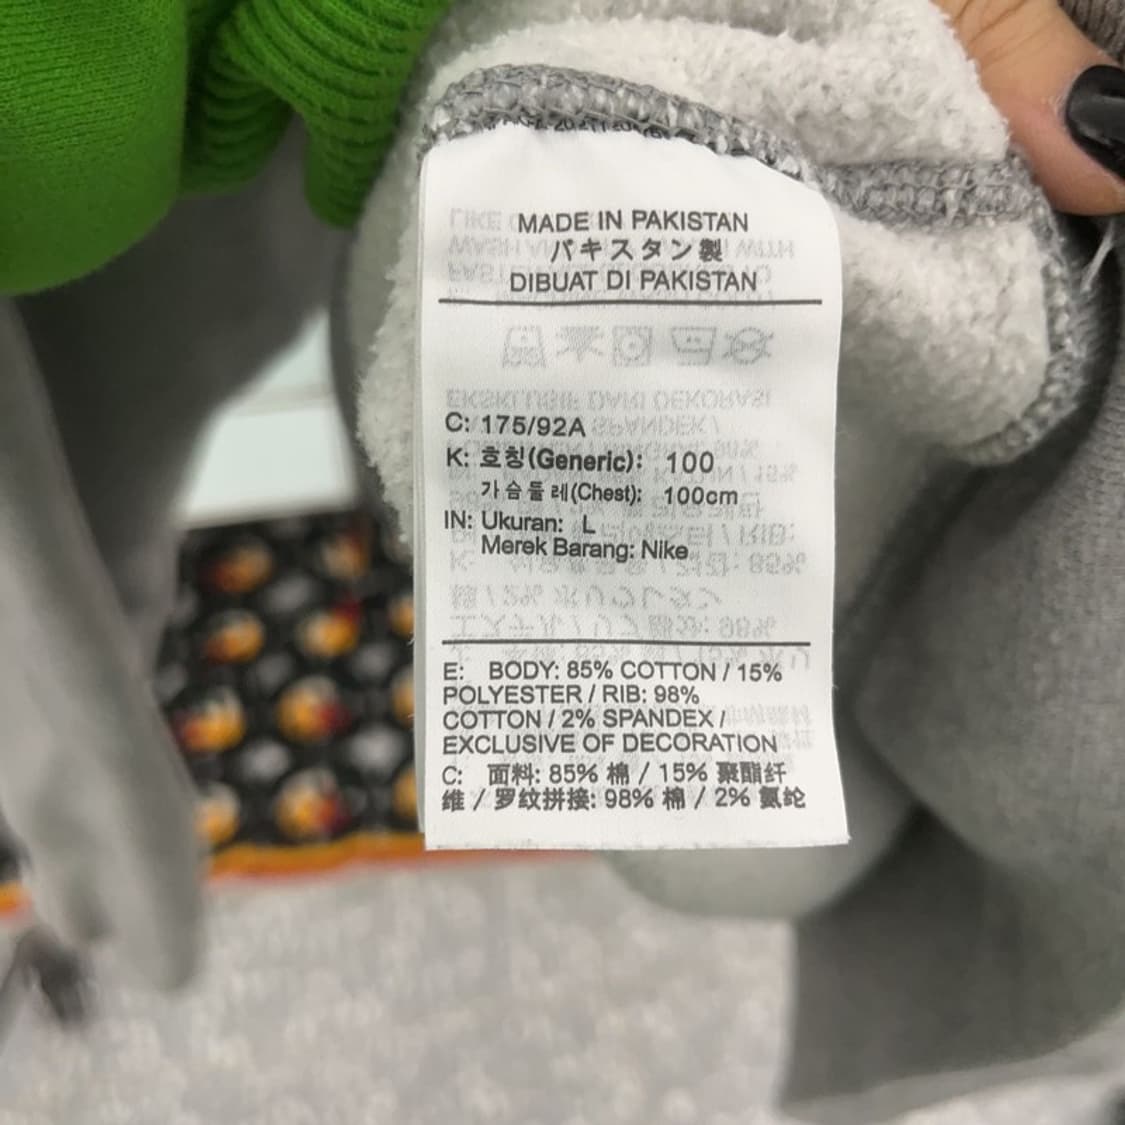 MADE IN PAKISTAN
パキスタン製
DIBUAT DI PAKISTAN
C: 175/92A
K: 호칭(Generic): 100
가슴둘레(Chest): 100cm
IN: Ukuran: L
Merek Barang: Nike
E: BODY: 85% COTTON / 15%
POLYESTER / RIB: 98%
COTTON / 2% SPANDEX /
EXCLUSIVE OF DECORATION
C: 面料: 85% 棉 / 15% 聚酯纤
维 / 罗纹拼接: 98% 棉 / 2% 氨纶